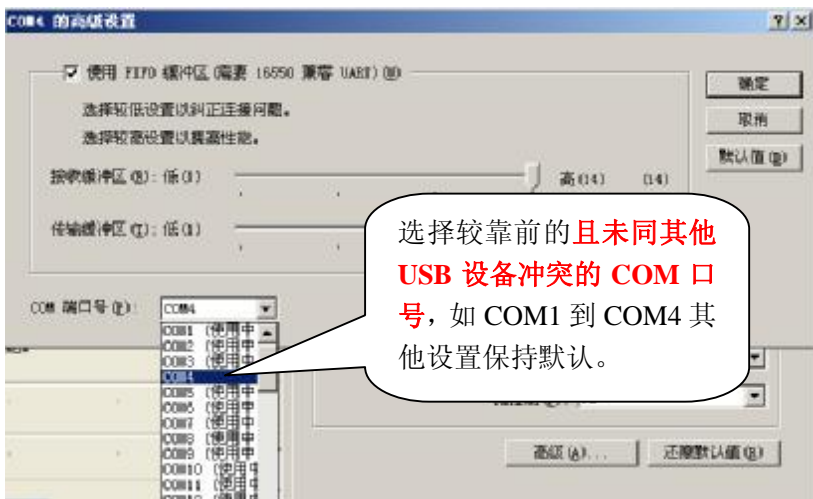 COM4 的高级设置
使用 FIFO 缓冲区 (需要 16550 兼容 UART) (U)
选择较低设置以纠正连接问题。
选择较高设置以提高性能。
接收缓冲区 (R): 低 (1)
高 (14)
(14)
传输缓冲区 (T): 低 (1)
确定
取消
默认值 (D)
COM 端口号 (P):
COM4
COM1 (使用中
COM2 (使用中
COM3 (使用中
COM4
COM5 (使用中
COM6 (使用中
COM7 (使用中
COM8 (使用中
COM9 (使用中
COM10 (使用中
COM11 (使用中
选择较靠前的且未同其他
USB 设备冲突的 COM 口
号，如 COM1 到 COM4 其
他设置保持默认。
高级 (A)...
还原默认值 (R)